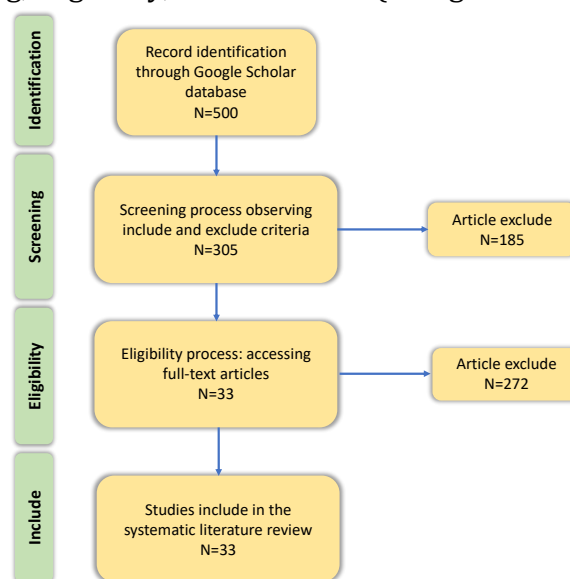 Identification
Record identification
through Google Scholar
database
N=500
Screening
Screening process observing
include and exclude criteria
N=305
Article exclude
N=185
Eligibility
Eligibility process: accessing
full-text articles
N=33
Article exclude
N=272
Include
Studies include in the
systematic literature review
N=33